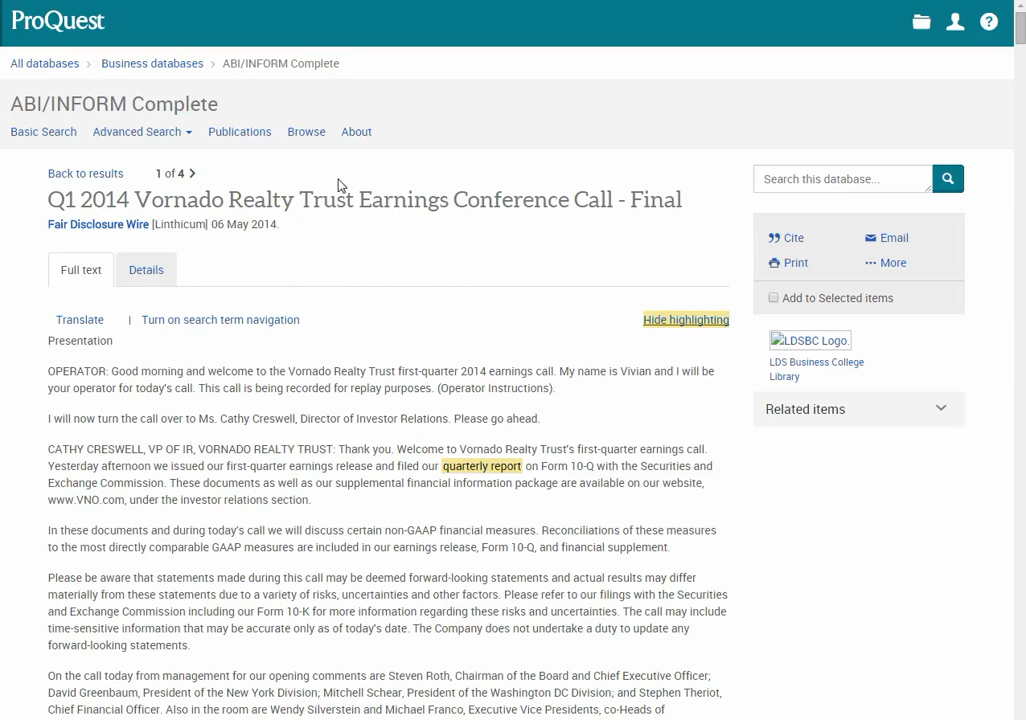 ProQuest
All databases > Business databases > ABI/INFORM Complete
ABI/INFORM Complete
Basic Search Advanced Search Publications Browse About
Back to results 1 of 4 >
Q1 2014 Vornado Realty Trust Earnings Conference Call - Final
Fair Disclosure Wire [Linthicum] 06 May 2014.
Full text Details
Translate | Turn on search term navigation Hide highlighting
Presentation
OPERATOR: Good morning and welcome to the Vornado Realty Trust first-quarter 2014 earnings call. My name is Vivian and I will be
your operator for today's call. This call is being recorded for replay purposes. (Operator Instructions).
I will now turn the call over to Ms. Cathy Creswell, Director of Investor Relations. Please go ahead.
CATHY CRESWELL, VP OF IR, VORNADO REALTY TRUST: Thank you. Welcome to Vornado Realty Trust's first-quarter earnings call.
Yesterday afternoon we issued our first-quarter earnings release and filed our quarterly report on Form 10-Q with the Securities and
Exchange Commission. These documents as well as our supplemental financial information package are available on our website,
www.VNO.com, under the investor relations section.
In these documents and during today's call we will discuss certain non-GAAP financial measures. Reconciliations of these measures
to the most directly comparable GAAP measures are included in our earnings release, Form 10-Q, and financial supplement.
Please be aware that statements made during this call may be deemed forward-looking statements and actual results may differ
materially from these statements due to a variety of risks, uncertainties and other factors. Please refer to our filings with the Securities
and Exchange Commission including our Form 10-K for more information regarding these risks and uncertainties. The call may include
time-sensitive information that may be accurate only as of today's date. The Company does not undertake a duty to update any
forward-looking statements.
On the call today from management for our opening comments are Steven Roth, Chairman of the Board and Chief Executive Officer;
David Greenbaum, President of the New York Division; Mitchell Schear, President of the Washington DC Division; and Stephen Theriot,
Chief Financial Officer. Also in the room are Wendy Silverstein and Michael Franco, Executive Vice Presidents, co-Heads of
Search this database...
Cite Email
Print More
Add to Selected items
LDSBC Logo.
LDS Business College
Library
Related items